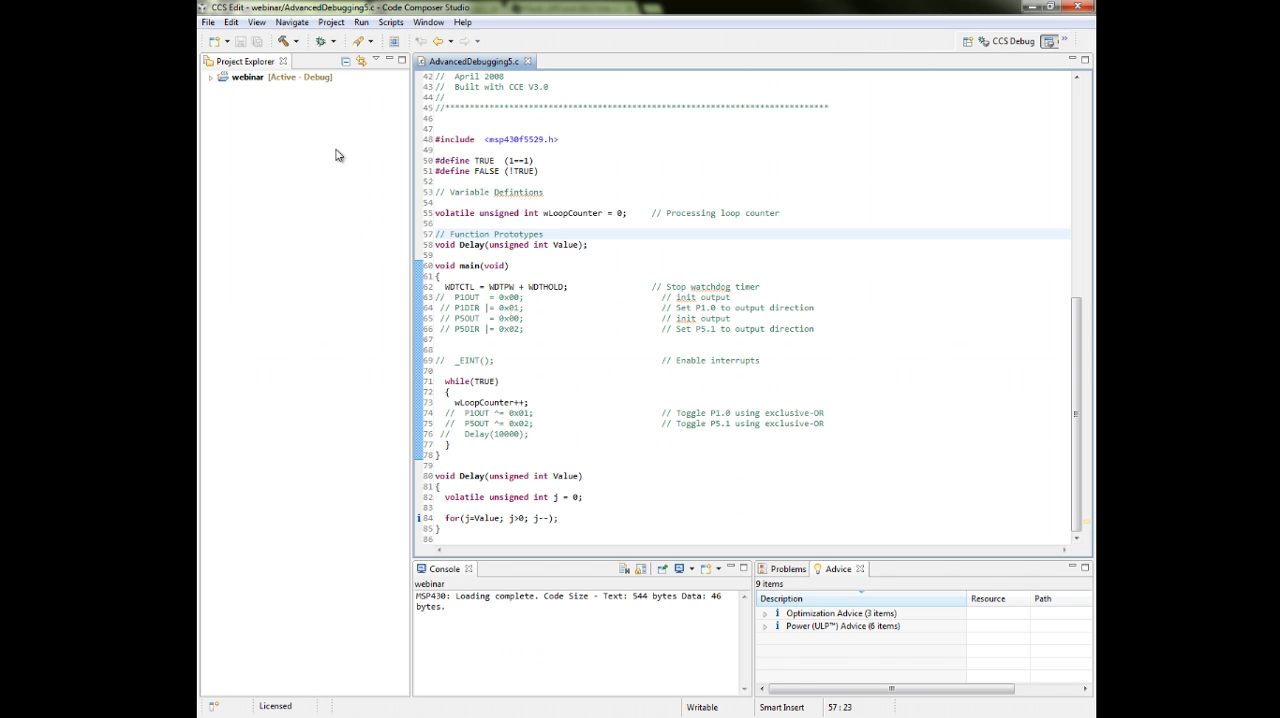 CCS Edit - webinar/AdvancedDebugging5.c - Code Composer Studio
File Edit View Navigate Project Run Scripts Window Help
CCS Debug
Project Explorer
webinar [Active - Debug]
AdvancedDebugging5.c
42 // April 2008
43 // Built with CCE V3.0
44 //
45 //******************************************************************************
46
47
48 #include <msp430f5529.h>
49
50 #define TRUE (1==1)
51 #define FALSE (!TRUE)
52
53 // Variable Defintions
54
55 volatile unsigned int wLoopCounter = 0; // Processing loop counter
56
57 // Function Prototypes
58 void Delay(unsigned int Value);
59
60 void main(void)
61 {
62 WDTCTL = WDTPW + WDTHOLD; // Stop watchdog timer
63 // P1OUT = 0x00; // init output
64 // P1DIR |= 0x01; // Set P1.0 to output direction
65 // P5OUT = 0x00; // init output
66 // P5DIR |= 0x02; // Set P5.1 to output direction
67
68
69 // _EINT(); // Enable interrupts
70
71 while(TRUE)
72 {
73 wLoopCounter++;
74 // P1OUT ^= 0x01; // Toggle P1.0 using exclusive-OR
75 // P5OUT ^= 0x02; // Toggle P5.1 using exclusive-OR
76 // Delay(10000);
77 }
78 }
79
80 void Delay(unsigned int Value)
81 {
82 volatile unsigned int j = 0;
83
84 for(j=Value; j>0; j--);
85 }
86
Console
webinar
MSP430: Loading complete. Code Size - Text: 544 bytes Data: 46
bytes.
Problems Advice
9 items
Description Resource Path
Optimization Advice (3 items)
Power (ULP™) Advice (6 items)
Licensed Writable Smart Insert 57 : 23